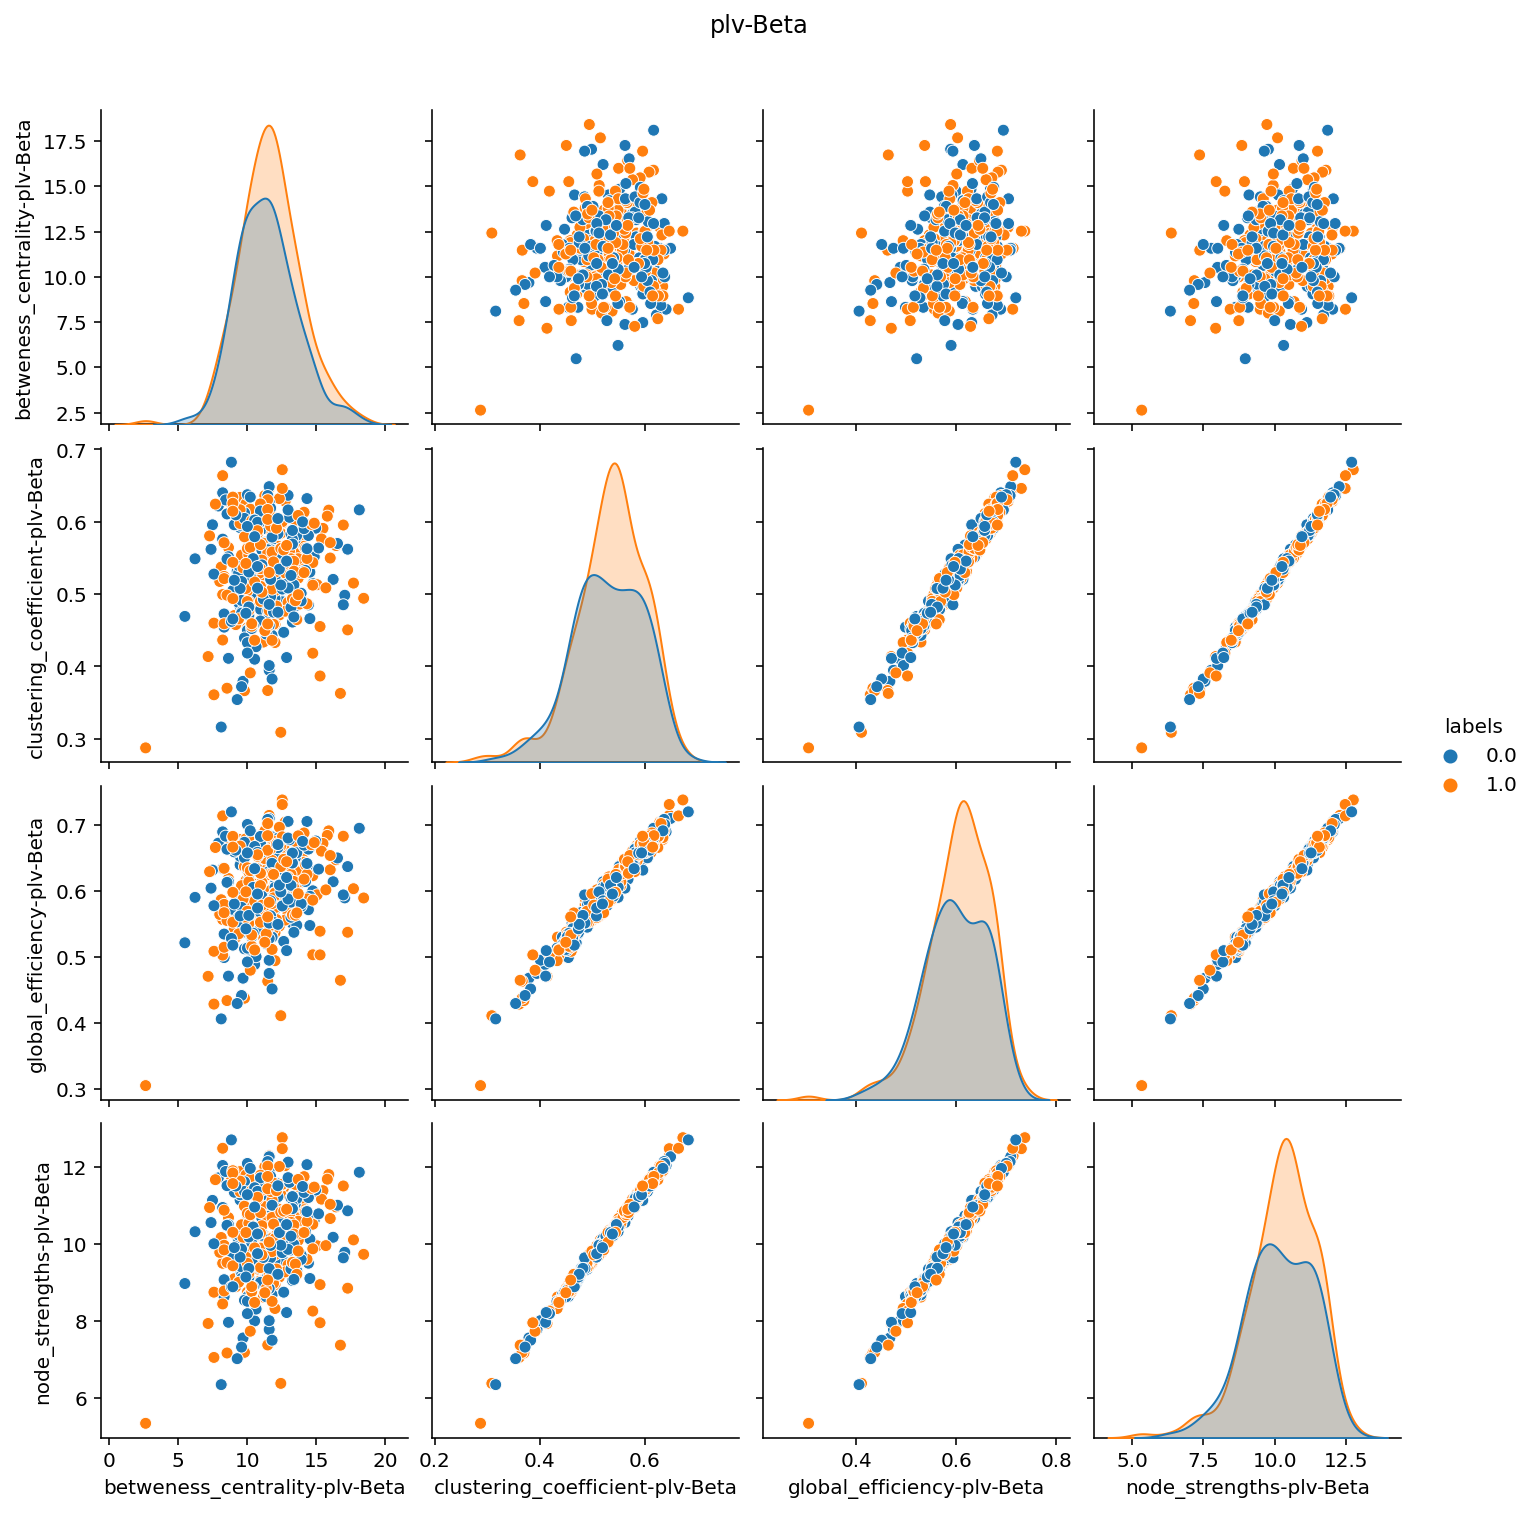 plv-Beta
betweness_centrality-plv-Beta
17.5
15.0
12.5
10.0
7.5
5.0
2.5
clustering_coefficient-plv-Beta
0.7
0.6
0.5
0.4
0.3
labels
0.0
1.0
global_efficiency-plv-Beta
0.7
0.6
0.5
0.4
0.3
node_strengths-plv-Beta
12
10
8
6
0 5 10 15 20
0.2 0.4 0.6
0.4 0.6 0.8
5.0 7.5 10.0 12.5
betweness_centrality-plv-Beta
clustering_coefficient-plv-Beta
global_efficiency-plv-Beta
node_strengths-plv-Beta